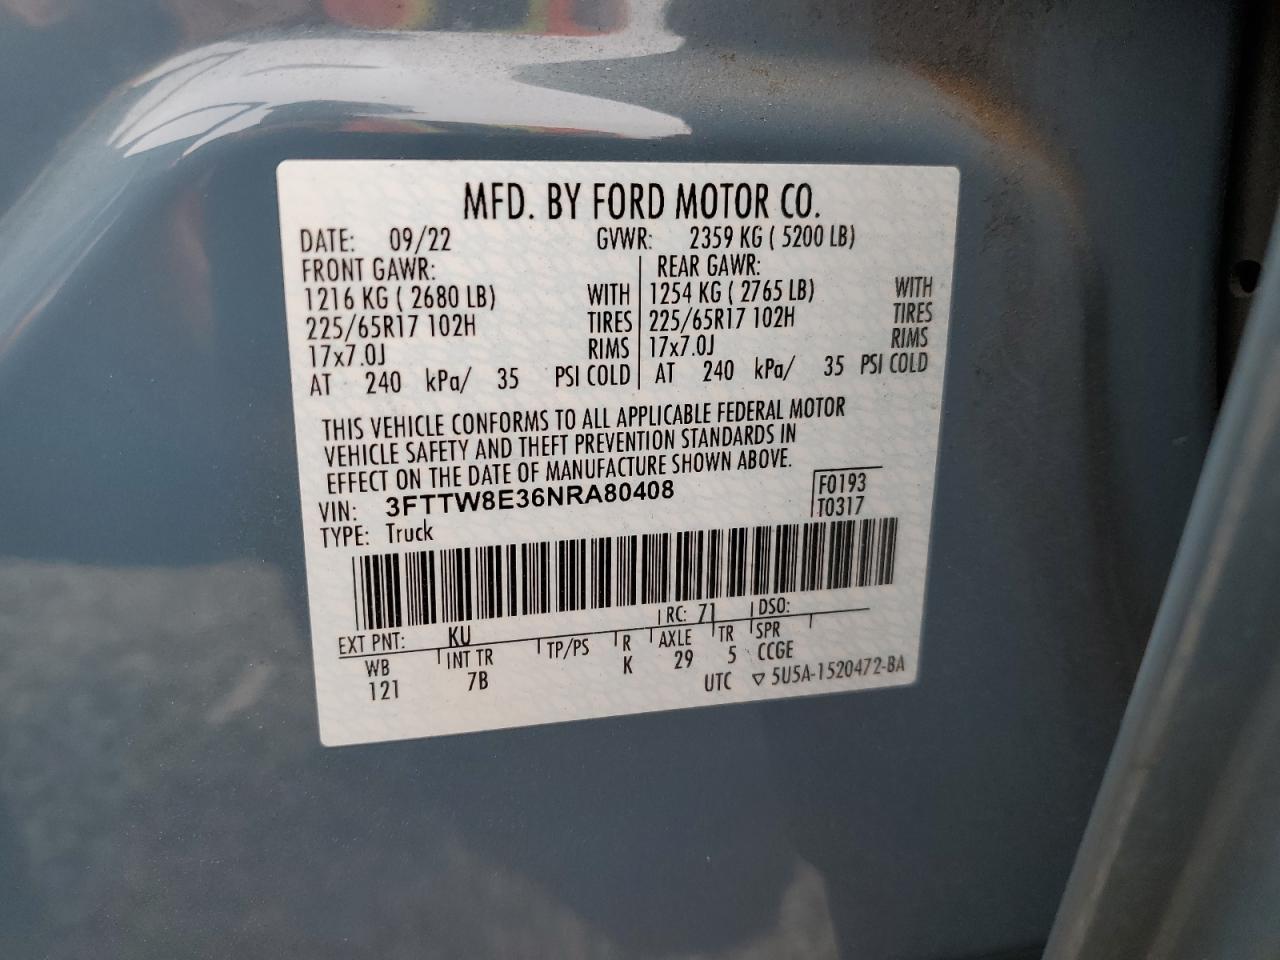 MFD. BY FORD MOTOR CO.
DATE: 09/22 GVWR: 2359 KG ( 5200 LB)
FRONT GAWR: REAR GAWR:
1216 KG ( 2680 LB) WITH 1254 KG ( 2765 LB) WITH
225/65R17 102H TIRES 225/65R17 102H TIRES
17x7.0J RIMS 17x7.0J RIMS
AT 240 kPa/ 35 PSI COLD AT 240 kPa/ 35 PSI COLD
THIS VEHICLE CONFORMS TO ALL APPLICABLE FEDERAL MOTOR
VEHICLE SAFETY AND THEFT PREVENTION STANDARDS IN
EFFECT ON THE DATE OF MANUFACTURE SHOWN ABOVE.
VIN: 3FTTW8E36NRA80408 F0193
TYPE: Truck T0317
EXT PNT: KU RC: 71 DSO:
WB INT TR TP/PS R AXLE TR SPR
121 7B K 29 5 CCGE
UTC ▽ 5U5A-1520472-BA